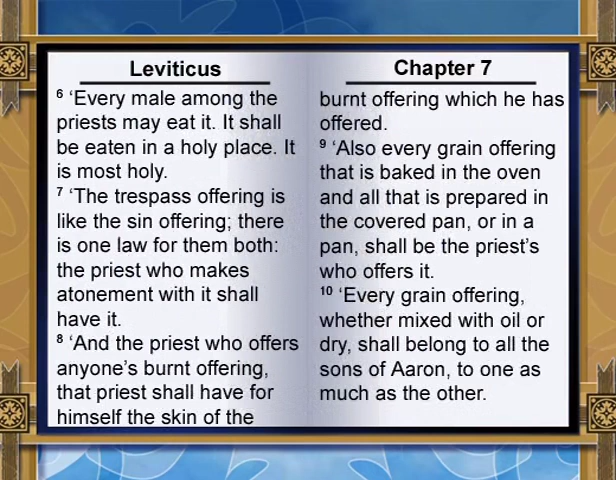 Leviticus
⁶ ‘Every male among the
priests may eat it. It shall
be eaten in a holy place. It
is most holy.
⁷ ‘The trespass offering is
like the sin offering; there
is one law for them both:
the priest who makes
atonement with it shall
have it.
⁸ ‘And the priest who offers
anyone’s burnt offering,
that priest shall have for
himself the skin of the
Chapter 7
burnt offering which he has
offered.
⁹ ‘Also every grain offering
that is baked in the oven
and all that is prepared in
the covered pan, or in a
pan, shall be the priest’s
who offers it.
¹⁰ ‘Every grain offering,
whether mixed with oil or
dry, shall belong to all the
sons of Aaron, to one as
much as the other.